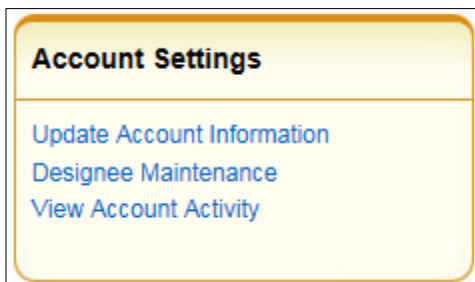 Account Settings
Update Account Information
Designee Maintenance
View Account Activity